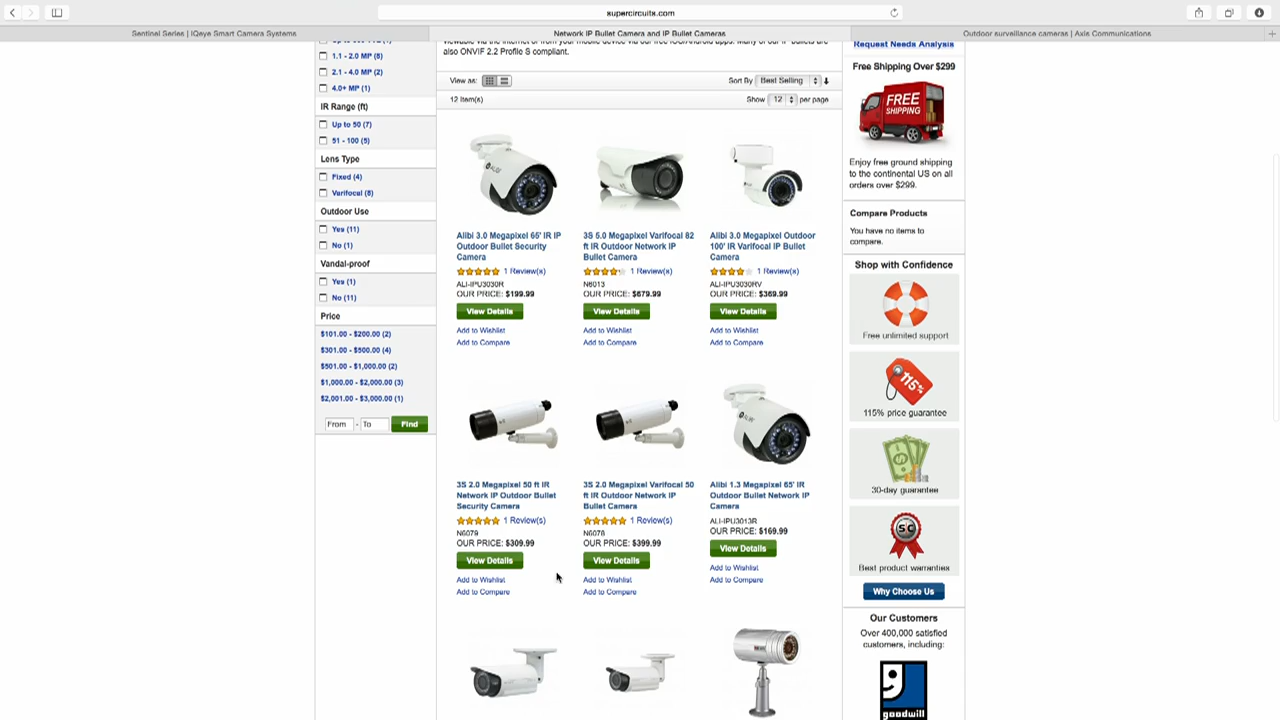 supercircuits.com
Sentinel Series | IQeye Smart Camera Systems
Network IP Bullet Camera and IP Bullet Cameras
Outdoor surveillance cameras | Axis Communications
also ONVIF 2.2 Profile S compliant.
View as:
Sort By Best Selling
12 Item(s)
Show 12 per page
1.1 - 2.0 MP (8)
2.1 - 4.0 MP (2)
4.0+ MP (1)
IR Range (ft)
Up to 50 (7)
51 - 100 (5)
Lens Type
Fixed (4)
Varifocal (8)
Outdoor Use
Yes (11)
No (1)
Vandal-proof
Yes (1)
No (11)
Price
$101.00 - $200.00 (2)
$301.00 - $500.00 (4)
$501.00 - $1,000.00 (2)
$1,000.00 - $2,000.00 (3)
$2,001.00 - $3,000.00 (1)
From - To Find
Alibi 3.0 Megapixel 65' IR IP
Outdoor Bullet Security
Camera
1 Review(s)
ALI-IPU3030R
OUR PRICE: $199.99
View Details
Add to Wishlist
Add to Compare
3S 5.0 Megapixel Varifocal 82
ft IR Outdoor Network IP
Bullet Camera
1 Review(s)
N6013
OUR PRICE: $679.99
View Details
Add to Wishlist
Add to Compare
Alibi 3.0 Megapixel Outdoor
100' IR Varifocal IP Bullet
Camera
1 Review(s)
ALI-IPU3030RV
OUR PRICE: $369.99
View Details
Add to Wishlist
Add to Compare
3S 2.0 Megapixel 50 ft IR
Network IP Outdoor Bullet
Security Camera
1 Review(s)
N6079
OUR PRICE: $309.99
View Details
Add to Wishlist
Add to Compare
3S 2.0 Megapixel Varifocal 50
ft IR Outdoor Network IP
Bullet Camera
1 Review(s)
N6078
OUR PRICE: $399.99
View Details
Add to Wishlist
Add to Compare
Alibi 1.3 Megapixel 65' IR
Outdoor Bullet Network IP
Camera
ALI-IPU3013R
OUR PRICE: $169.99
View Details
Add to Wishlist
Add to Compare
Request Needs Analysis
Free Shipping Over $299
FREE
SHIPPING
Enjoy free ground shipping
to the continental US on all
orders over $299.
Compare Products
You have no items to
compare.
Shop with Confidence
Free unlimited support
115%
115% price guarantee
30-day guarantee
SC
Best product warranties
Why Choose Us
Our Customers
Over 400,000 satisfied
customers, including:
goodwill